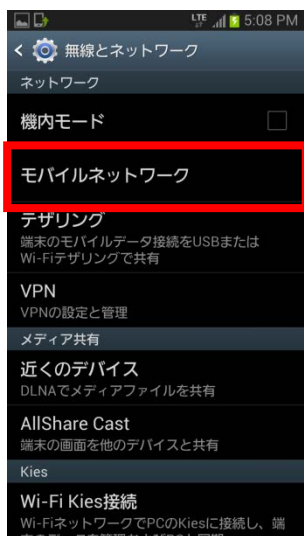 LTE 5:08 PM
無線とネットワーク
ネットワーク
機内モード
モバイルネットワーク
テザリング
端末のモバイルデータ接続をUSBまたは
Wi-Fiテザリングで共有
VPN
VPNの設定と管理
メディア共有
近くのデバイス
DLNAでメディアファイルを共有
AllShare Cast
端末の画面を他のデバイスと共有
Kies
Wi-Fi Kies接続
Wi-FiネットワークでPCのKiesに接続し、端